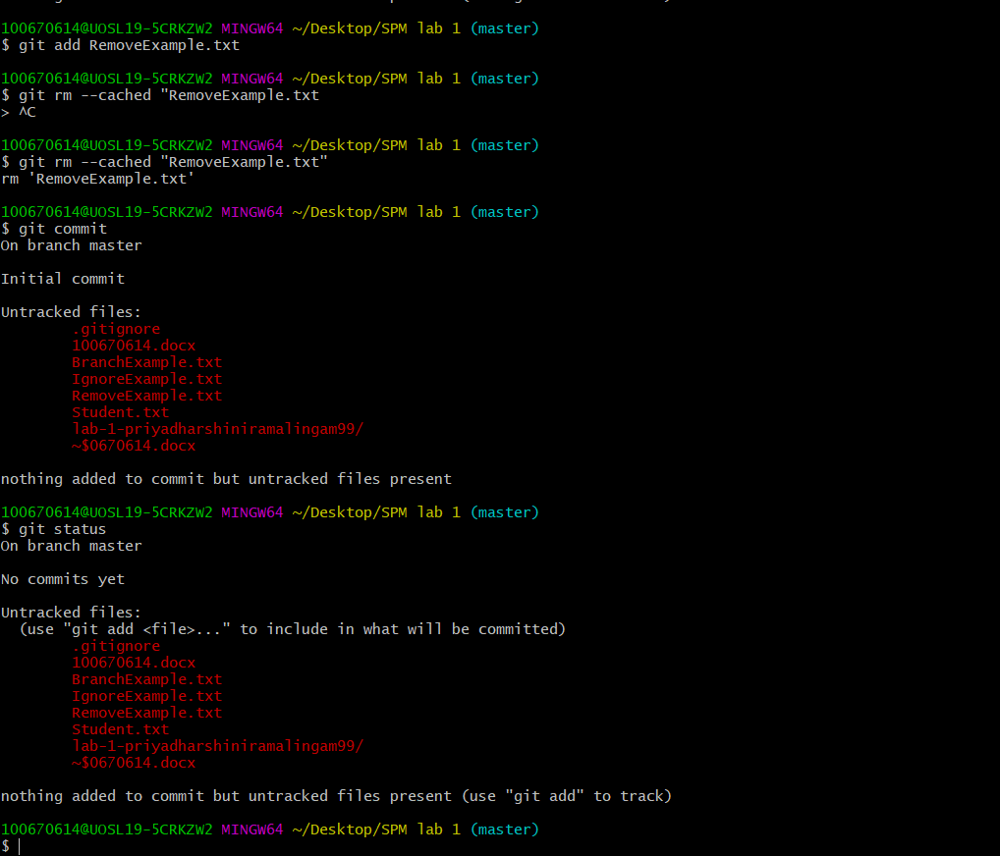 100670614@UOSL19-5CRKZW2 MINGW64 ~/Desktop/SPM lab 1 (master)
$ git add RemoveExample.txt
100670614@UOSL19-5CRKZW2 MINGW64 ~/Desktop/SPM lab 1 (master)
$ git rm --cached "RemoveExample.txt
> ^C
100670614@UOSL19-5CRKZW2 MINGW64 ~/Desktop/SPM lab 1 (master)
$ git rm --cached "RemoveExample.txt"
rm 'RemoveExample.txt'
100670614@UOSL19-5CRKZW2 MINGW64 ~/Desktop/SPM lab 1 (master)
$ git commit
On branch master
Initial commit
Untracked files:
.gitignore
100670614.docx
BranchExample.txt
IgnoreExample.txt
RemoveExample.txt
Student.txt
lab-1-priyadharshiniramalingam99/
~$0670614.docx
nothing added to commit but untracked files present
100670614@UOSL19-5CRKZW2 MINGW64 ~/Desktop/SPM lab 1 (master)
$ git status
On branch master
No commits yet
Untracked files:
(use "git add <file>..." to include in what will be committed)
.gitignore
100670614.docx
BranchExample.txt
IgnoreExample.txt
RemoveExample.txt
Student.txt
lab-1-priyadharshiniramalingam99/
~$0670614.docx
nothing added to commit but untracked files present (use "git add" to track)
100670614@UOSL19-5CRKZW2 MINGW64 ~/Desktop/SPM lab 1 (master)
$